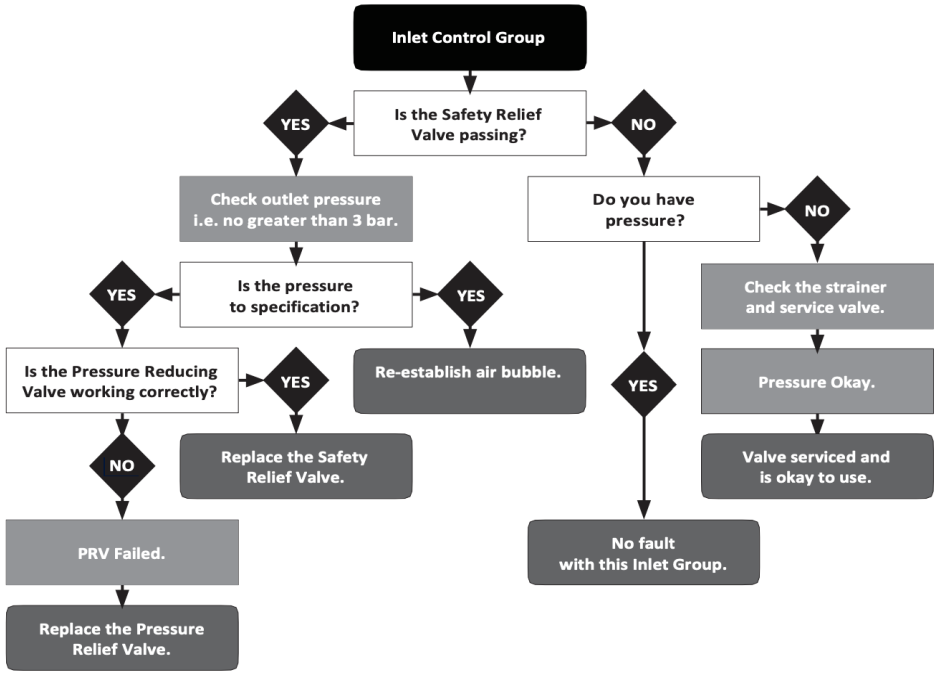 Inlet Control Group
Is the Safety Relief
Valve passing?
YES
NO
Check outlet pressure
i.e. no greater than 3 bar.
Do you have
pressure?
NO
Is the pressure
to specification?
YES
YES
Check the strainer
and service valve.
Is the Pressure Reducing
Valve working correctly?
YES
Re-establish air bubble.
YES
Pressure Okay.
NO
Replace the Safety
Relief Valve.
Valve serviced and
is okay to use.
PRV Failed.
No fault
with this Inlet Group.
Replace the Pressure
Relief Valve.